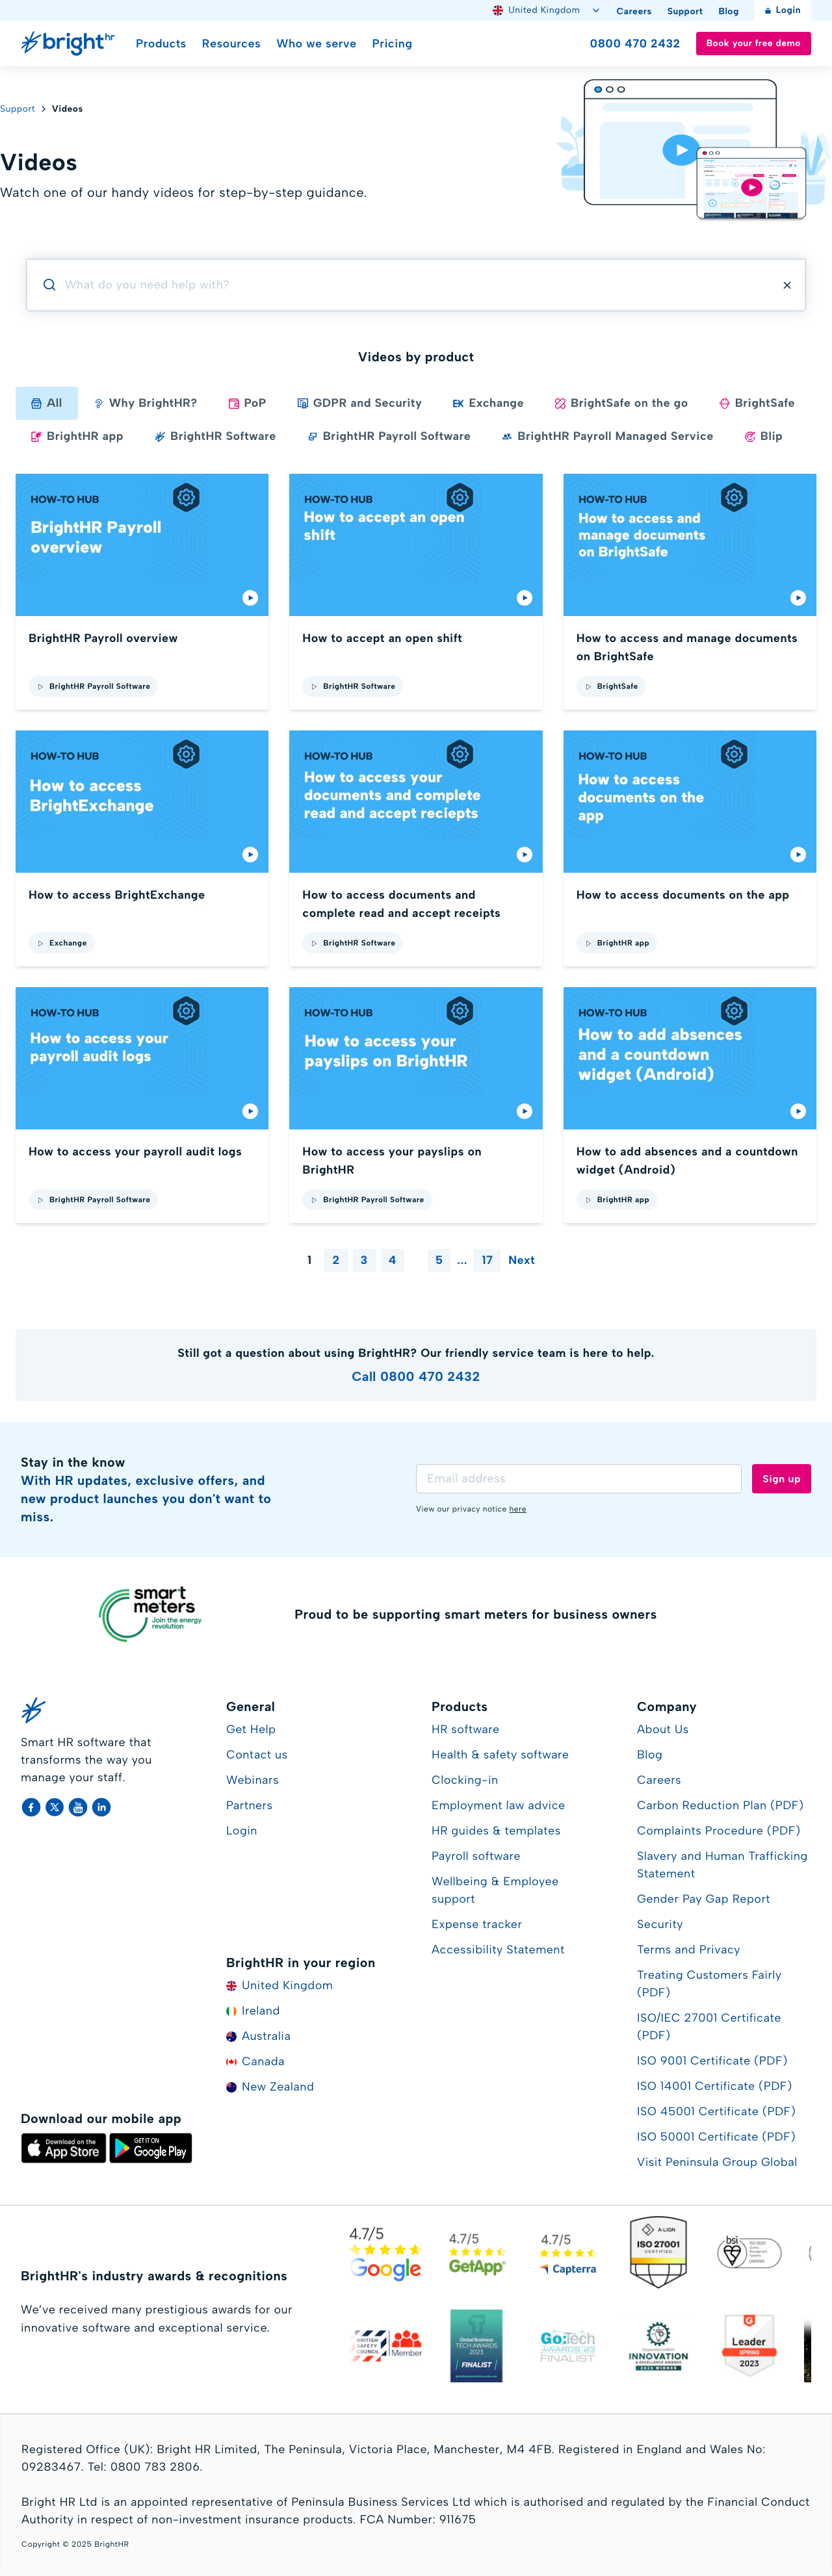 United Kingdom
Careers
Support
Blog
Login
brighthr
Products
Resources
Who we serve
Pricing
0800 470 2432
Book your free demo
Support > Videos
Videos
Watch one of our handy videos for step-by-step guidance.
What do you need help with?
Videos by product
All
Why BrightHR?
PoP
GDPR and Security
Exchange
BrightSafe on the go
BrightSafe
BrightHR app
BrightHR Software
BrightHR Payroll Software
BrightHR Payroll Managed Service
Blip
HOW-TO HUB
BrightHR Payroll
overview
BrightHR Payroll overview
BrightHR Payroll Software
HOW-TO HUB
How to accept an open
shift
How to accept an open shift
BrightHR Software
HOW-TO HUB
How to access and
manage documents
on BrightSafe
How to access and manage documents
on BrightSafe
BrightSafe
HOW-TO HUB
How to access
BrightExchange
How to access BrightExchange
Exchange
HOW-TO HUB
How to access your
documents and complete
read and accept reciepts
How to access documents and
complete read and accept receipts
BrightHR Software
HOW-TO HUB
How to access
documents on the
app
How to access documents on the app
BrightHR app
HOW-TO HUB
How to access your
payroll audit logs
How to access your payroll audit logs
BrightHR Payroll Software
HOW-TO HUB
How to access your
payslips on BrightHR
How to access your payslips on
BrightHR
BrightHR Payroll Software
HOW-TO HUB
How to add absences
and a countdown
widget (Android)
How to add absences and a countdown
widget (Android)
BrightHR app
1 2 3 4 5 ... 17 Next
Still got a question about using BrightHR? Our friendly service team is here to help.
Call 0800 470 2432
Stay in the know
With HR updates, exclusive offers, and
new product launches you don't want to
miss.
Email address
Sign up
View our privacy notice here
smart
meters
Join the energy
revolution
Proud to be supporting smart meters for business owners
Smart HR software that
transforms the way you
manage your staff.
General
Get Help
Contact us
Webinars
Partners
Login
BrightHR in your region
United Kingdom
Ireland
Australia
Canada
New Zealand
Products
HR software
Health & safety software
Clocking-in
Employment law advice
HR guides & templates
Payroll software
Wellbeing & Employee
support
Expense tracker
Accessibility Statement
Company
About Us
Blog
Careers
Carbon Reduction Plan (PDF)
Complaints Procedure (PDF)
Slavery and Human Trafficking
Statement
Gender Pay Gap Report
Security
Terms and Privacy
Treating Customers Fairly
(PDF)
ISO/IEC 27001 Certificate
(PDF)
ISO 9001 Certificate (PDF)
ISO 14001 Certificate (PDF)
ISO 45001 Certificate (PDF)
ISO 50001 Certificate (PDF)
Visit Peninsula Group Global
Download our mobile app
Download on the
App Store
GET IT ON
Google Play
BrightHR's industry awards & recognitions
We've received many prestigious awards for our
innovative software and exceptional service.
4.7/5
Google
4.7/5
GetApp
4.7/5
Capterra
A-LIGN
ISO 27001
CERTIFIED
bsi
BRITISH
SAFETY
COUNCIL
Member
Global Business
TECH AWARDS
2023
FINALIST
Go:Tech
AWARDS 23
FINALIST
INNOVATION
& EXCELLENCE AWARDS
2023 WINNER
Leader
SPRING
2023
Registered Office (UK): Bright HR Limited, The Peninsula, Victoria Place, Manchester, M4 4FB. Registered in England and Wales No:
09283467. Tel: 0800 783 2806.
Bright HR Ltd is an appointed representative of Peninsula Business Services Ltd which is authorised and regulated by the Financial Conduct
Authority in respect of non-investment insurance products. FCA Number: 911675
Copyright © 2025 BrightHR